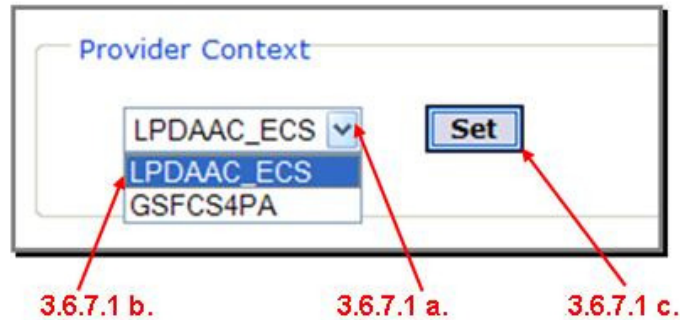 Provider Context
LPDAAC_ECS Set
LPDAAC_ECS
GSFCS4PA
3.6.7.1 b. 3.6.7.1 a. 3.6.7.1 c.